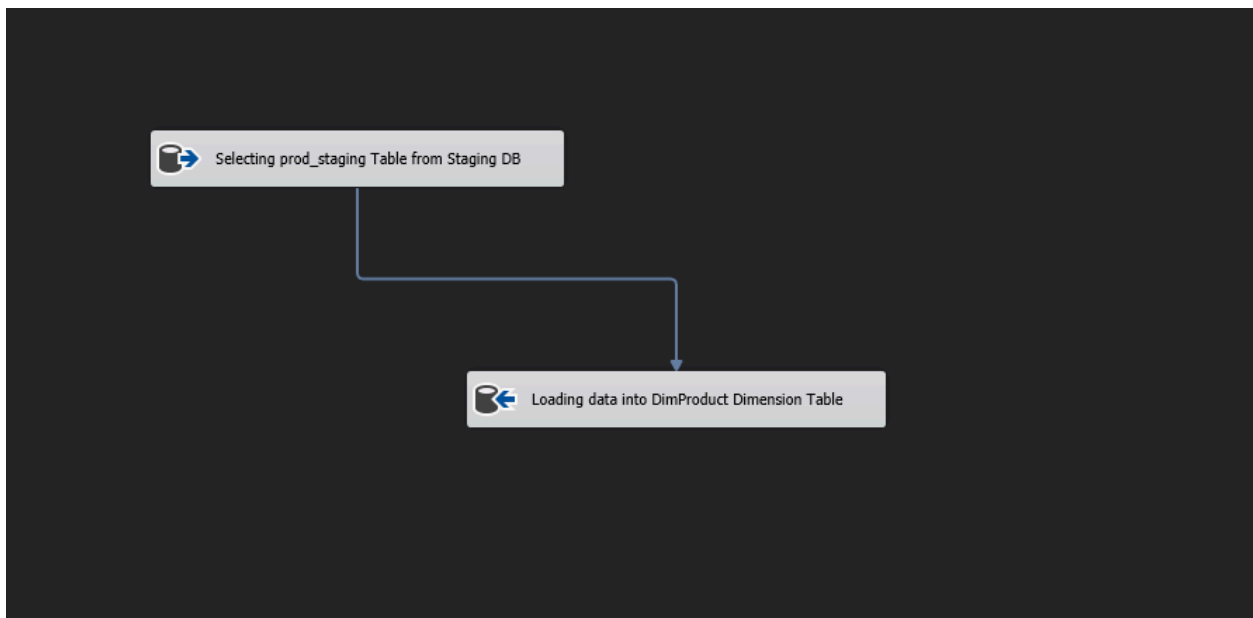 Selecting prod_staging Table from Staging DB
Loading data into DimProduct Dimension Table